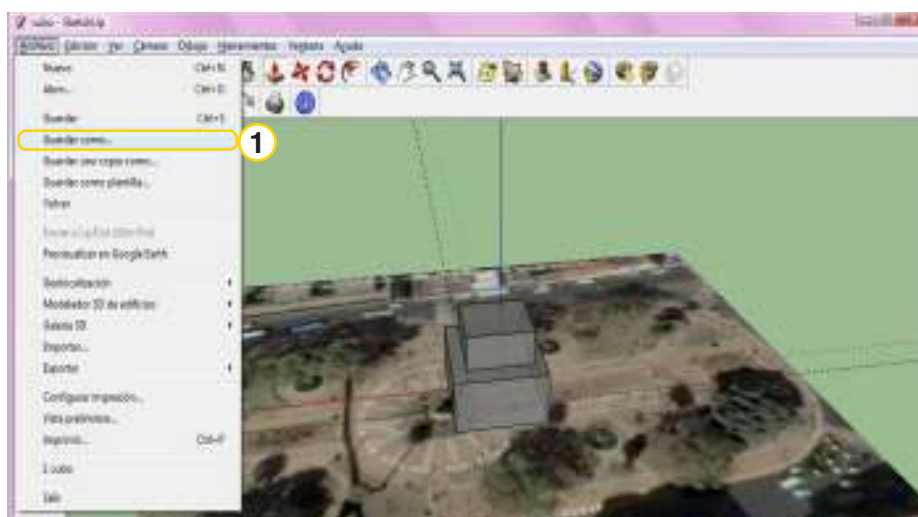 cubo - SketchUp
Archivo Edición Ver Cámara Dibujo Herramientas Ventana Ayuda
Nuevo Ctrl+N
Abrir... Ctrl+O
Guardar Ctrl+S
Guardar como...
1
Guardar una copia como...
Guardar como plantilla...
Volver
Previsualizar en Google Earth
Geolocalización
Modelador 3D de edificios
Galería 3D
Importar...
Exportar
Configurar impresión...
Vista preliminar...
Imprimir... Ctrl+P
1 cubo
Salir